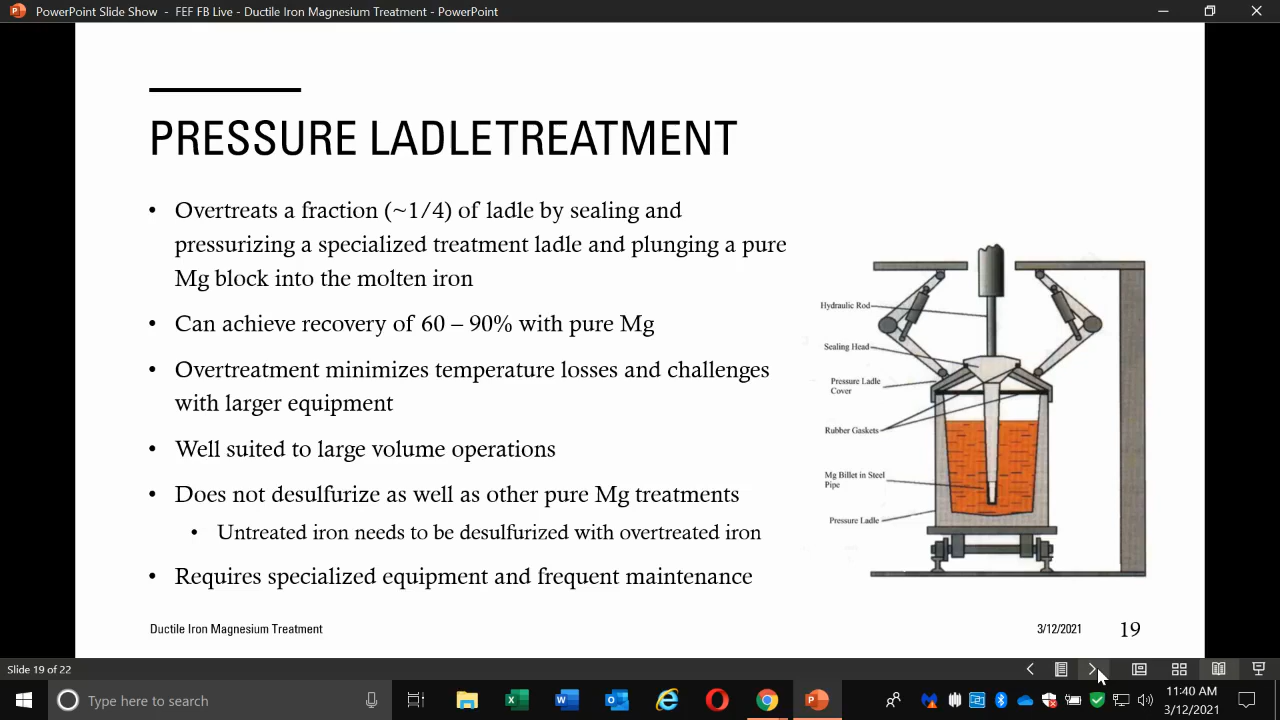 PowerPoint Slide Show - FEF FB Live - Ductile Iron Magnesium Treatment - PowerPoint
PRESSURE LADLETREATMENT
• Overtreats a fraction (~1/4) of ladle by sealing and
pressurizing a specialized treatment ladle and plunging a pure
Mg block into the molten iron
• Can achieve recovery of 60 – 90% with pure Mg
• Overtreatment minimizes temperature losses and challenges
with larger equipment
• Well suited to large volume operations
• Does not desulfurize as well as other pure Mg treatments
• Untreated iron needs to be desulfurized with overtreated iron
• Requires specialized equipment and frequent maintenance
Hydraulic Rod
Sealing Head
Pressure Ladle
Cover
Rubber Gaskets
Mg Billet in Steel
Pipe
Pressure Ladle
Ductile Iron Magnesium Treatment
3/12/2021
19
Slide 19 of 22
Type here to search
11:40 AM
3/12/2021